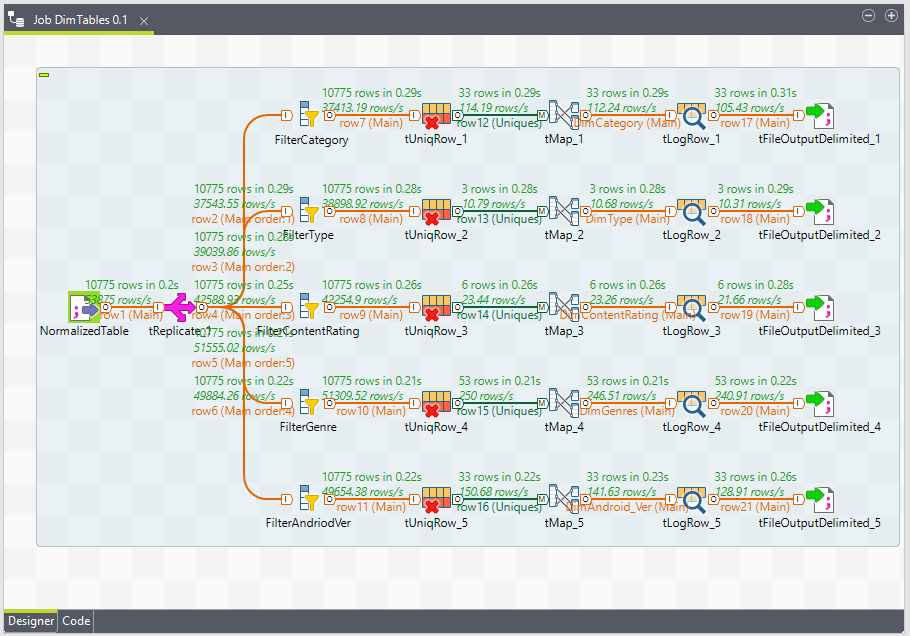 Job DimTables 0.1
10775 rows in 0.29s
37413.19 rows/s
row7 (Main)
33 rows in 0.29s
114.19 rows/s
row12 (Uniques)
33 rows in 0.29s
112.24 rows/s
DimCategory (Main)
33 rows in 0.31s
105.43 rows/s
row17 (Main)
FilterCategory
tUniqRow_1
tMap_1
tLogRow_1
tFileOutputDelimited_1
10775 rows in 0.29s
37543.55 rows/s
row2 (Main order:1)
10775 rows in 0.28s
38898.92 rows/s
row8 (Main)
3 rows in 0.28s
10.79 rows/s
row13 (Uniques)
3 rows in 0.28s
10.68 rows/s
DimType (Main)
3 rows in 0.29s
10.31 rows/s
row18 (Main)
FilterType
tUniqRow_2
tMap_2
tLogRow_2
tFileOutputDelimited_2
10775 rows in 0.28s
39039.86 rows/s
row3 (Main order:2)
10775 rows in 0.2s
53875 rows/s
row1 (Main)
10775 rows in 0.25s
42588.93 rows/s
row4 (Main order:3)
10775 rows in 0.26s
42254.9 rows/s
row9 (Main)
6 rows in 0.26s
23.44 rows/s
row14 (Uniques)
6 rows in 0.26s
23.26 rows/s
DimContentRating (Main)
6 rows in 0.28s
21.66 rows/s
row19 (Main)
NormalizedTable
tReplicate_1
FilterContentRating
tUniqRow_3
tMap_3
tLogRow_3
tFileOutputDelimited_3
10775 rows in 0.21s
51555.02 rows/s
row5 (Main order:5)
10775 rows in 0.22s
49884.26 rows/s
row6 (Main order:4)
10775 rows in 0.21s
51309.52 rows/s
row10 (Main)
53 rows in 0.21s
250 rows/s
row15 (Uniques)
53 rows in 0.21s
246.51 rows/s
DimGenres (Main)
53 rows in 0.22s
240.91 rows/s
row20 (Main)
FilterGenre
tUniqRow_4
tMap_4
tLogRow_4
tFileOutputDelimited_4
10775 rows in 0.22s
49654.38 rows/s
row11 (Main)
33 rows in 0.22s
150.68 rows/s
row16 (Uniques)
33 rows in 0.23s
141.63 rows/s
DimAndroid_Ver (Main)
33 rows in 0.26s
128.91 rows/s
row21 (Main)
FilterAndriodVer
tUniqRow_5
tMap_5
tLogRow_5
tFileOutputDelimited_5
Designer
Code